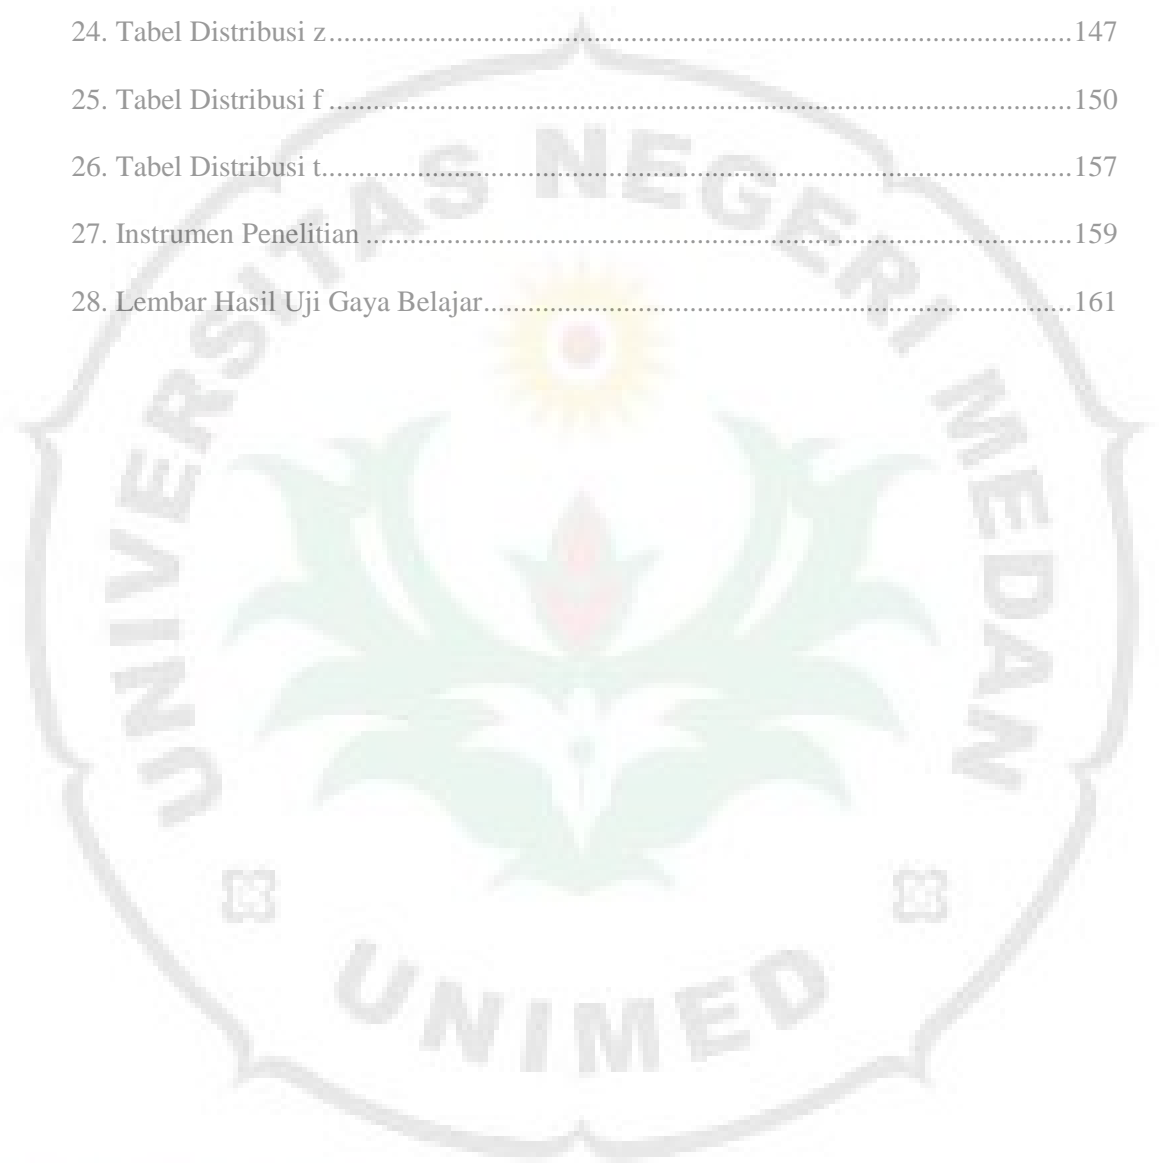 24. Tabel Distribusi z.......................................................................................................147
25. Tabel Distribusi f.......................................................................................................150
26. Tabel Distribusi t.......................................................................................................157
27. Instrumen Penelitian.................................................................................................159
28. Lembar Hasil Uji Gaya Belajar.................................................................................161
UNIVERSITAS NEGERI MEDAN
UNIMED